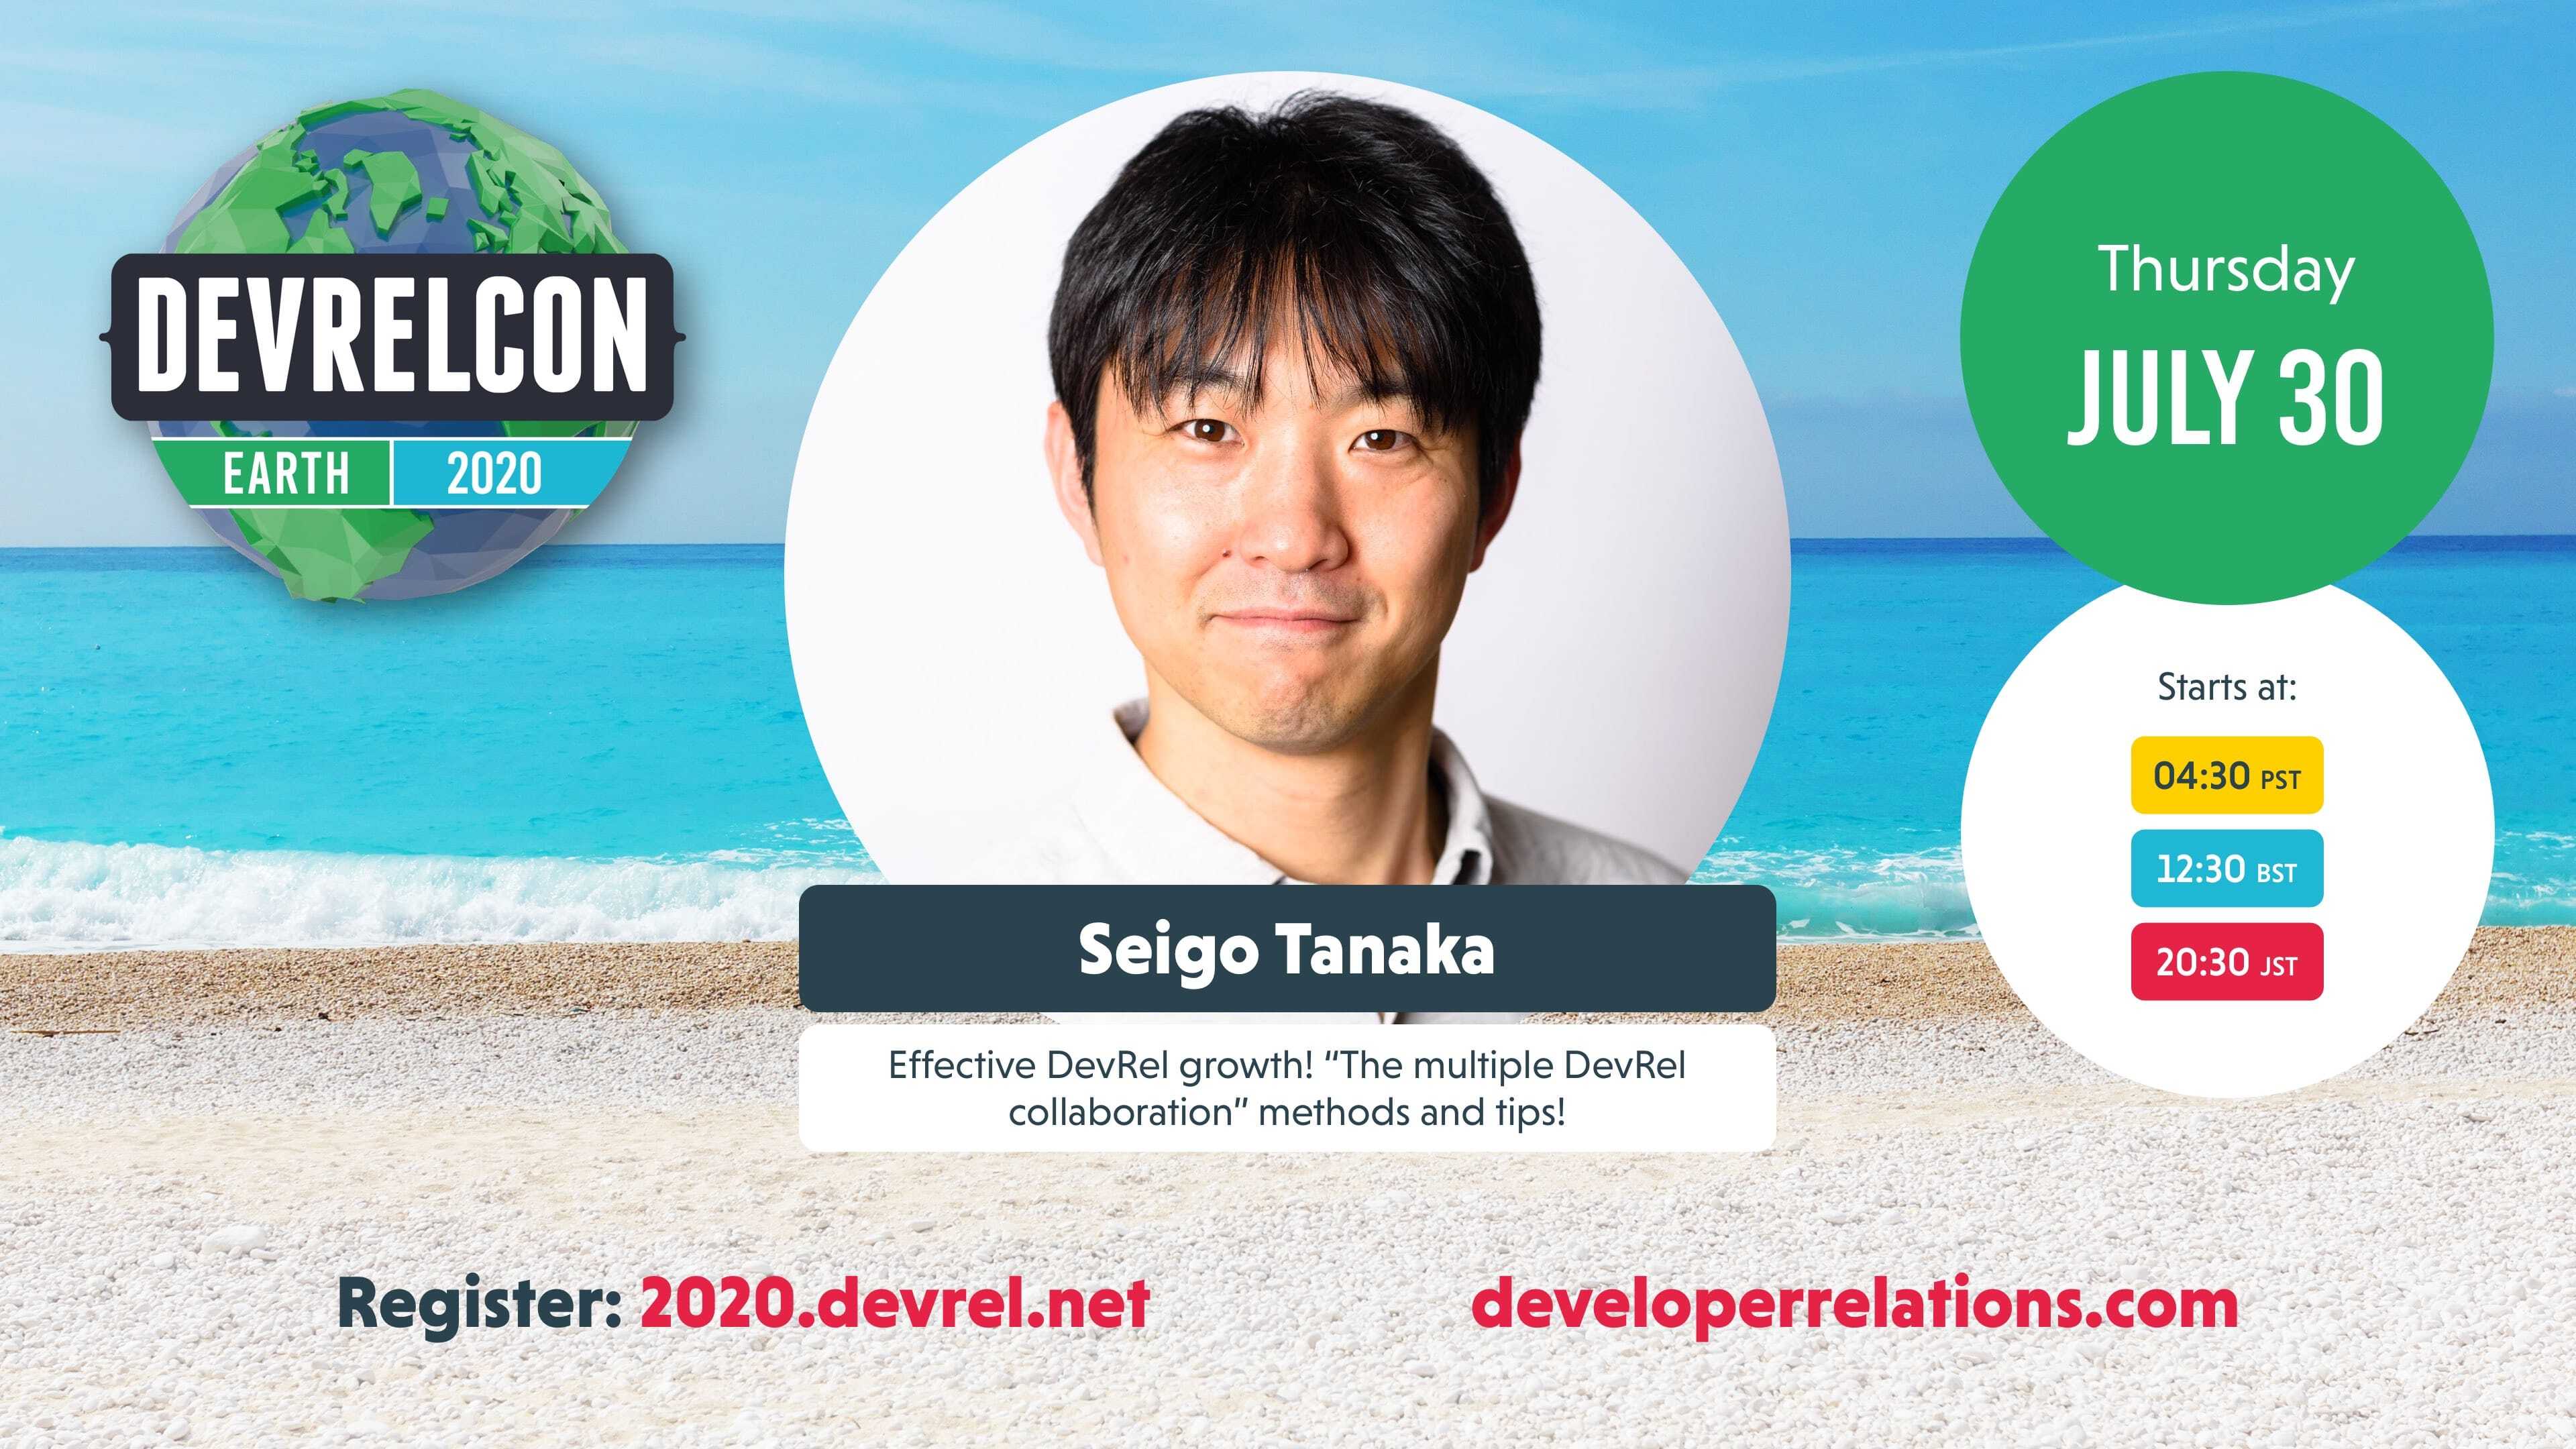 DEVRELCON
EARTH 2020
Thursday
JULY 30
Starts at:
04:30 PST
12:30 BST
20:30 JST
Seigo Tanaka
Effective DevRel growth! “The multiple DevRel
collaboration” methods and tips!
Register: 2020.devrel.net
developerrelations.com